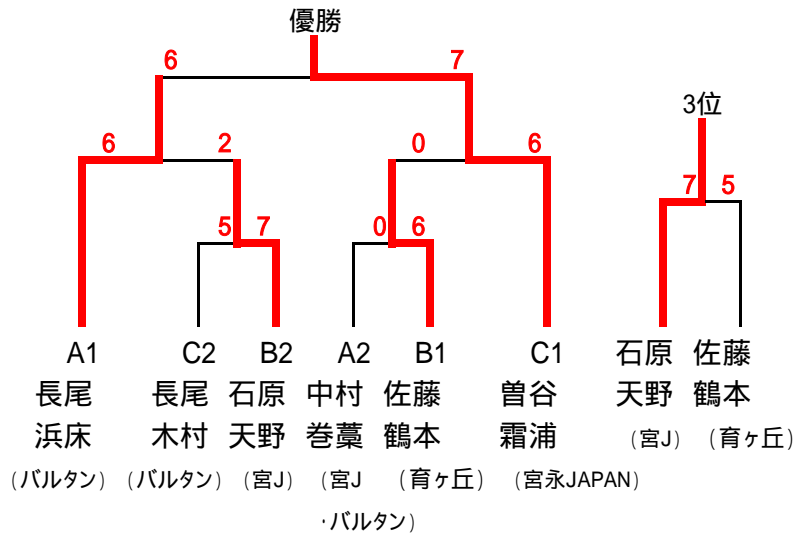 優勝
6 7
3位
6 2 0 6
7 5
5 7 0 6
A1 C2 B2 A2 B1 C1 石原 佐藤
長尾 長尾 石原 中村 佐藤 曽谷 天野 鶴本
浜床 木村 天野 巻藁 鶴本 霜浦 (宮J) (育ヶ丘)
(バルタン) (バルタン) (宮J) (宮J (育ヶ丘) (宮永JAPAN)
・バルタン)